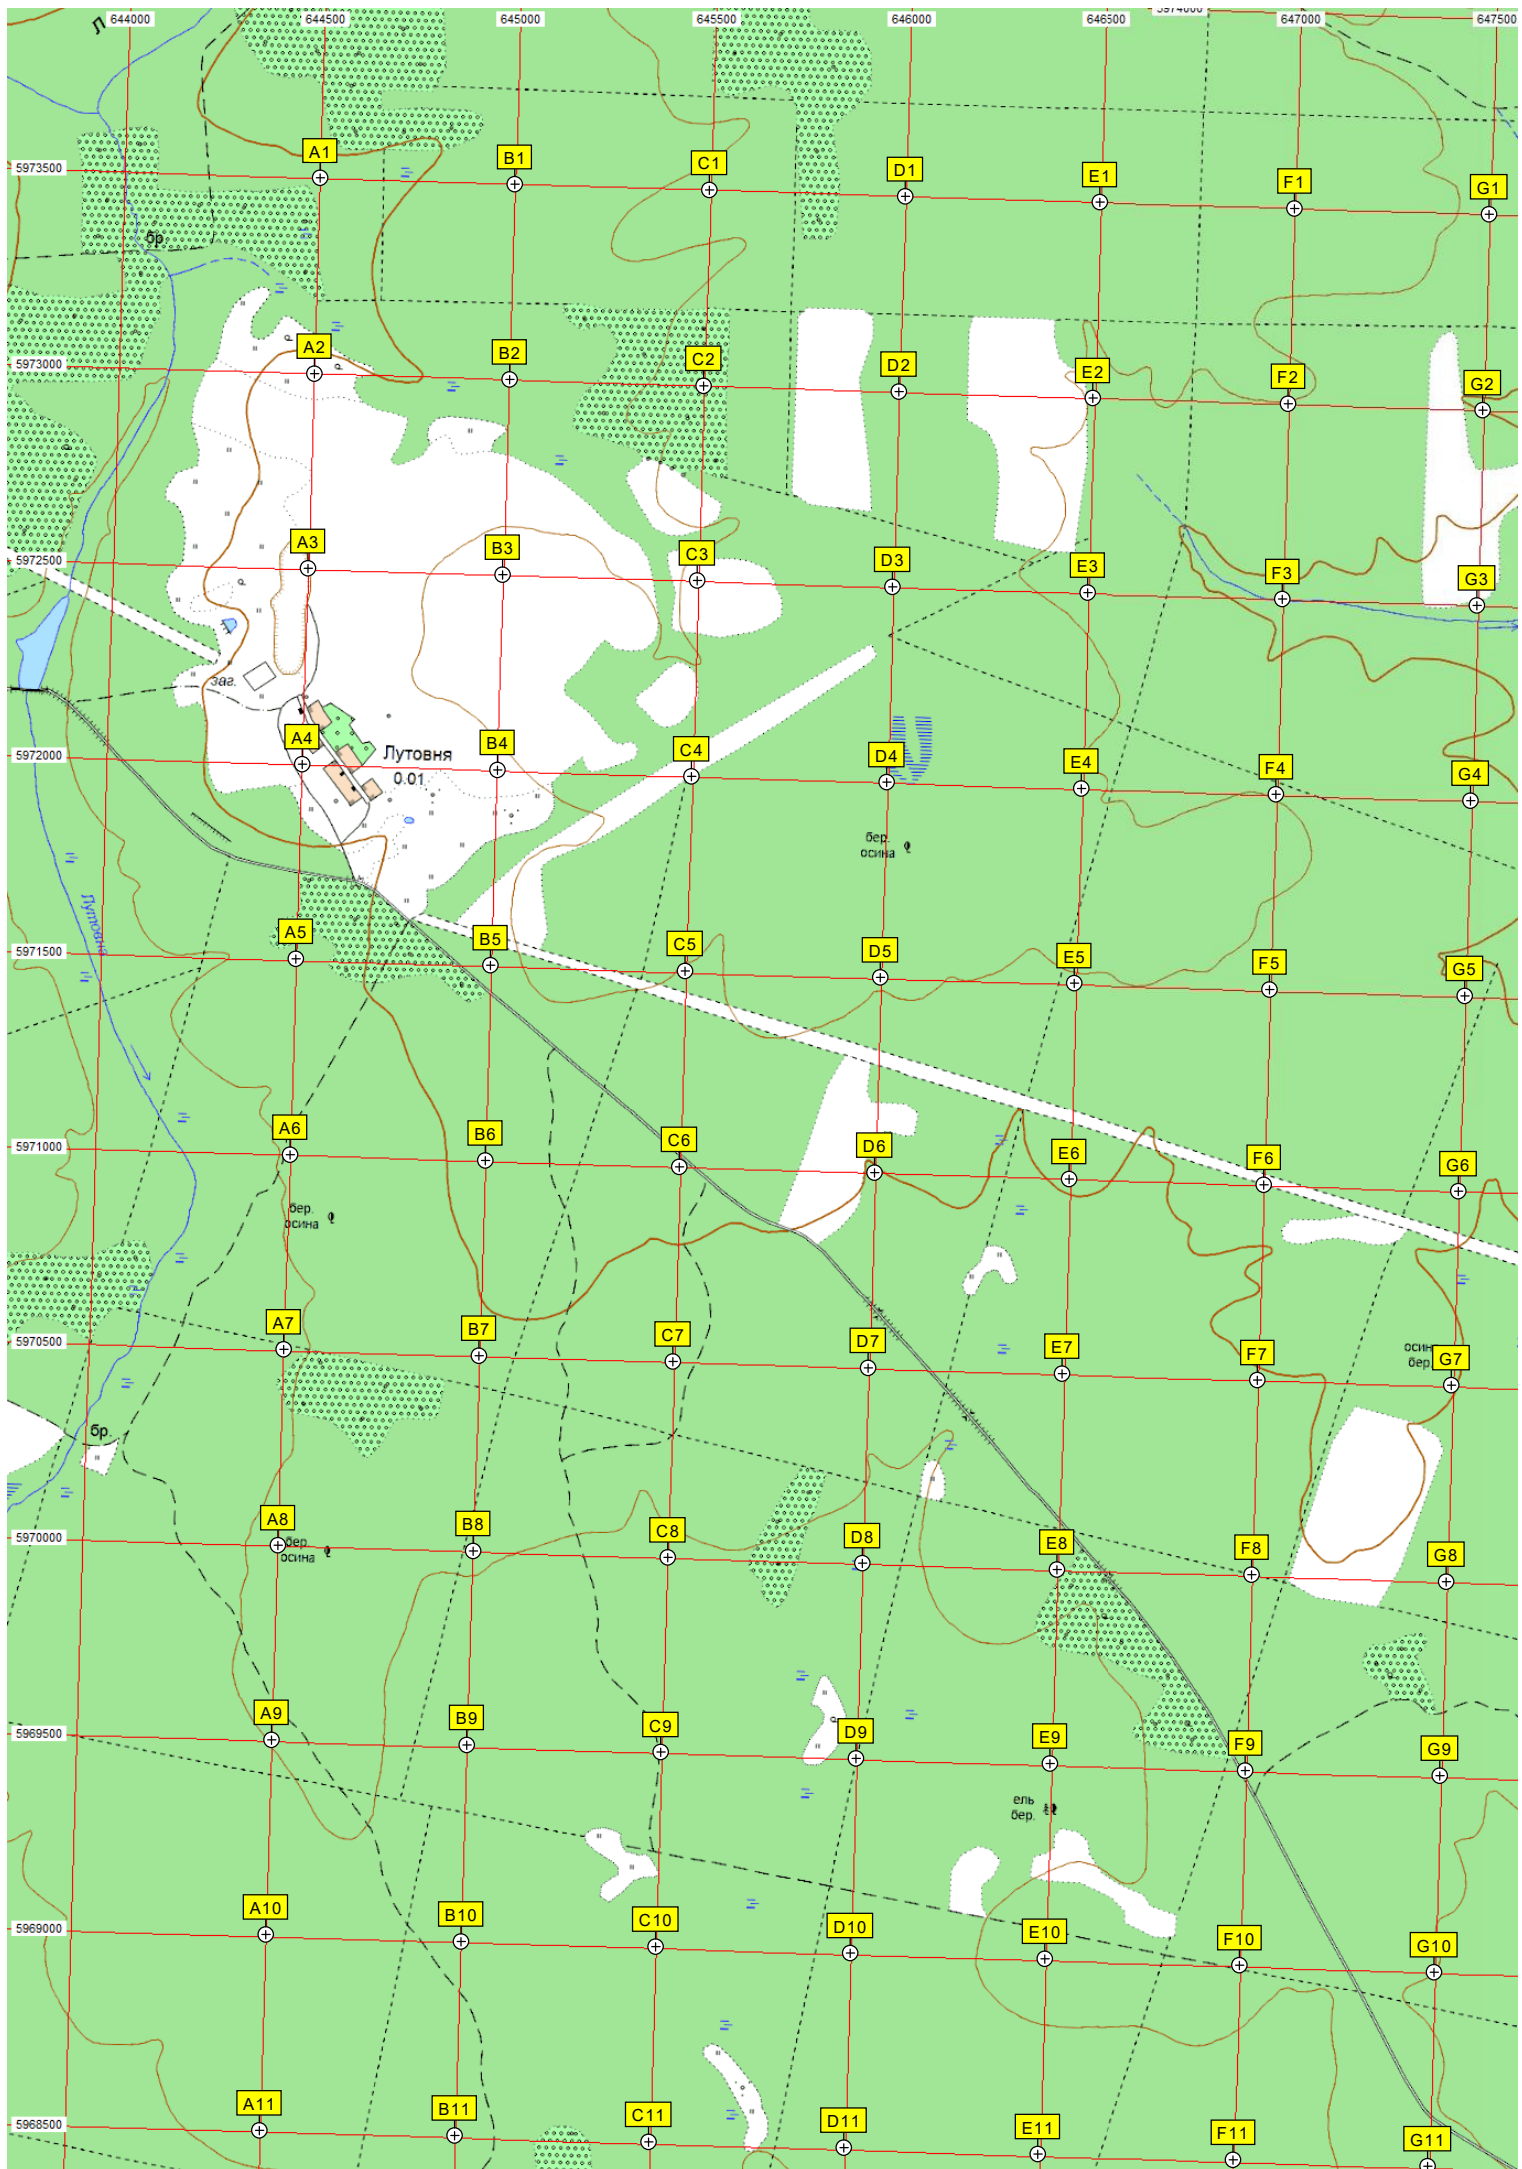 644000 644500 645000 645500 646000 646500 5974000 647000 647500
Л
A1 B1 C1 D1 E1 F1 G1
5973500
бр.
A2 B2 C2 D2 E2 F2 G2
5973000
A3 B3 C3 D3 E3 F3 G3
5972500
заг.
A4 B4 C4 D4 E4 F4 G4
Лутовня
0.01
5972000
бер.
осина
Лутовня
A5 B5 C5 D5 E5 F5 G5
5971500
A6 B6 C6 D6 E6 F6 G6
5971000
бер.
осина
A7 B7 C7 D7 E7 F7 G7
5970500
осин
бер.
бр.
A8 B8 C8 D8 E8 F8 G8
5970000
бер.
осина
A9 B9 C9 D9 E9 F9 G9
5969500
ель
бер.
A10 B10 C10 D10 E10 F10 G10
5969000
A11 B11 C11 D11 E11 F11 G11
5968500